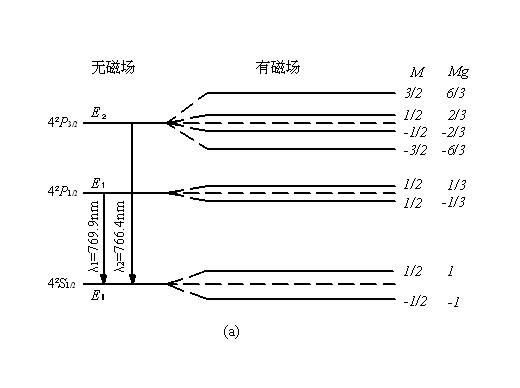 无磁场 有磁场
M Mg
3/2 6/3
4²P3/2 E₂ 1/2 2/3
-1/2 -2/3
-3/2 -6/3
4²P1/2 E₁ 1/2 1/3
1/2 -1/3
λ₁=769.9nm
λ₂=766.4nm
4²S1/2 1/2 1
-1/2 -1
(a)